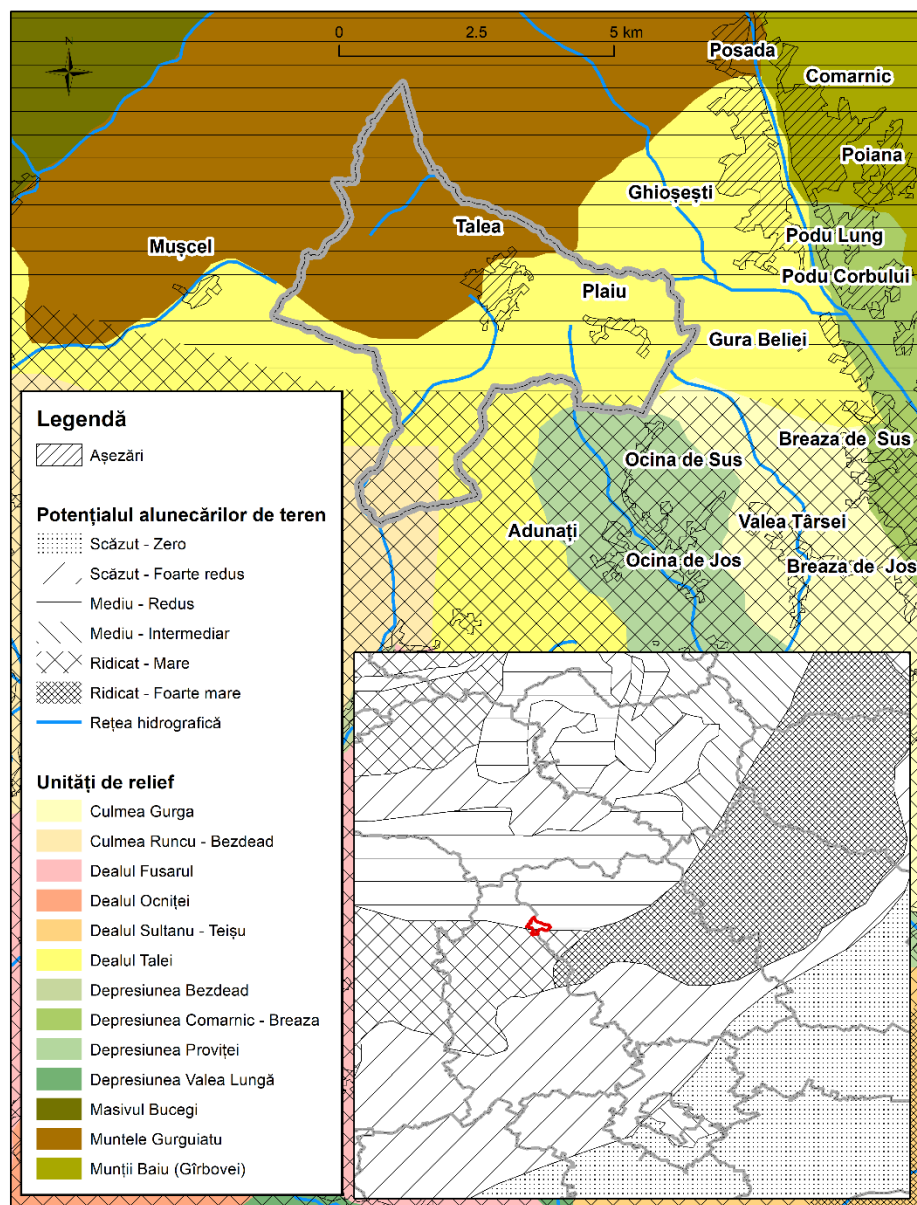 N
0 2.5 5 km
Posada
Comarnic
Poiana
Ghioșești
Talea
Podu Lung
Mușcel
Podu Corbului
Plaiu
Gura Beliei
Breaza de Sus
Ocina de Sus
Valea Târsei
Adunați
Ocina de Jos
Breaza de Jos
Legendă
Așezări
Potențialul alunecărilor de teren
Scăzut - Zero
Scăzut - Foarte redus
Mediu - Redus
Mediu - Intermediar
Ridicat - Mare
Ridicat - Foarte mare
Rețea hidrografică
Unități de relief
Culmea Gurga
Culmea Runcu - Bezdead
Dealul Fusarul
Dealul Ocniței
Dealul Sultanu - Teișu
Dealul Talei
Depresiunea Bezdead
Depresiunea Comarnic - Breaza
Depresiunea Proviței
Depresiunea Valea Lungă
Masivul Bucegi
Muntele Gurguiatu
Munții Baiu (Gîrbovei)